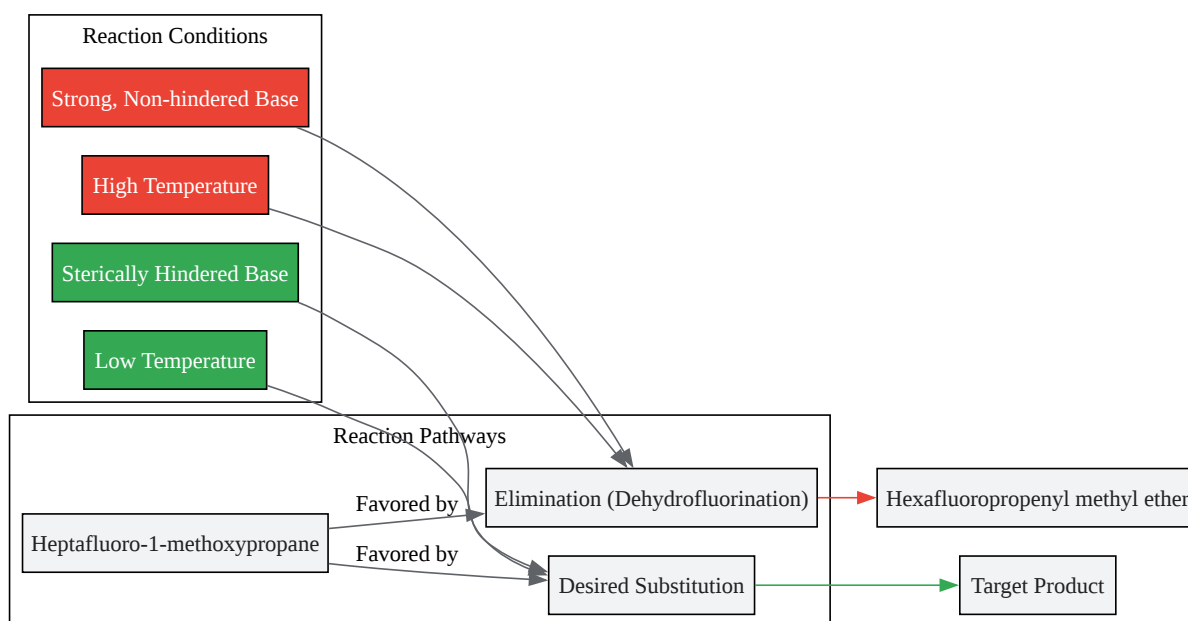 Reaction Conditions
Strong, Non-hindered Base
High Temperature
Sterically Hindered Base
Low Temperature
Reaction Pathways
Heptafluoro-1-methoxypropane
Favored by
Favored by
Elimination (Dehydrofluorination)
Desired Substitution
Hexafluoropropenyl methyl ether
Target Product